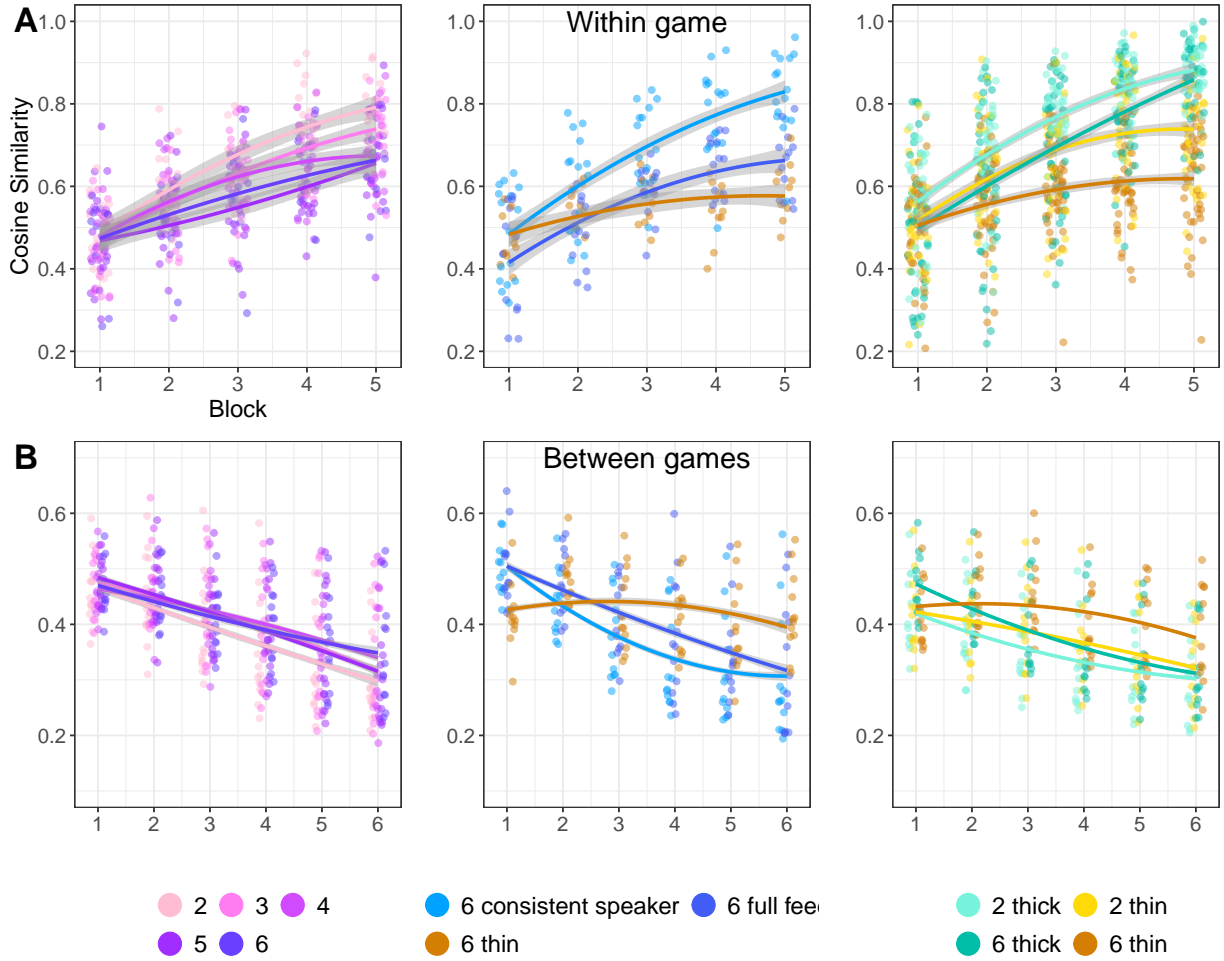 A
Within game
Cosine Similarity
1.0
0.8
0.6
0.4
0.2
1 2 3 4 5
1.0
0.8
0.6
0.4
0.2
1 2 3 4 5
1.0
0.8
0.6
0.4
0.2
1 2 3 4 5
Block
B
Between games
0.6
0.4
0.2
1 2 3 4 5 6
0.6
0.4
0.2
1 2 3 4 5 6
0.6
0.4
0.2
1 2 3 4 5 6
2 3 4
5 6
6 consistent speaker 6 full fee
6 thin
2 thick 2 thin
6 thick 6 thin